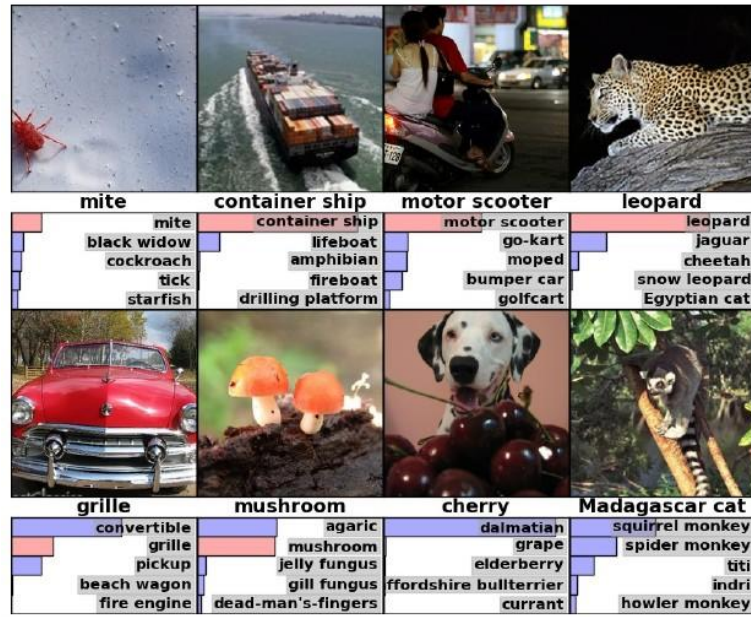 mite
container ship
motor scooter
leopard
mite
black widow
cockroach
tick
starfish
container ship
lifeboat
amphibian
fireboat
drilling platform
motor scooter
go-kart
moped
bumper car
golfcart
leopard
jaguar
cheetah
snow leopard
Egyptian cat
grille
mushroom
cherry
Madagascar cat
convertible
grille
pickup
beach wagon
fire engine
agaric
mushroom
jelly fungus
gill fungus
dead-man's-fingers
dalmatian
grape
elderberry
ffordshire bullterrier
currant
squirrel monkey
spider monkey
titi
indri
howler monkey